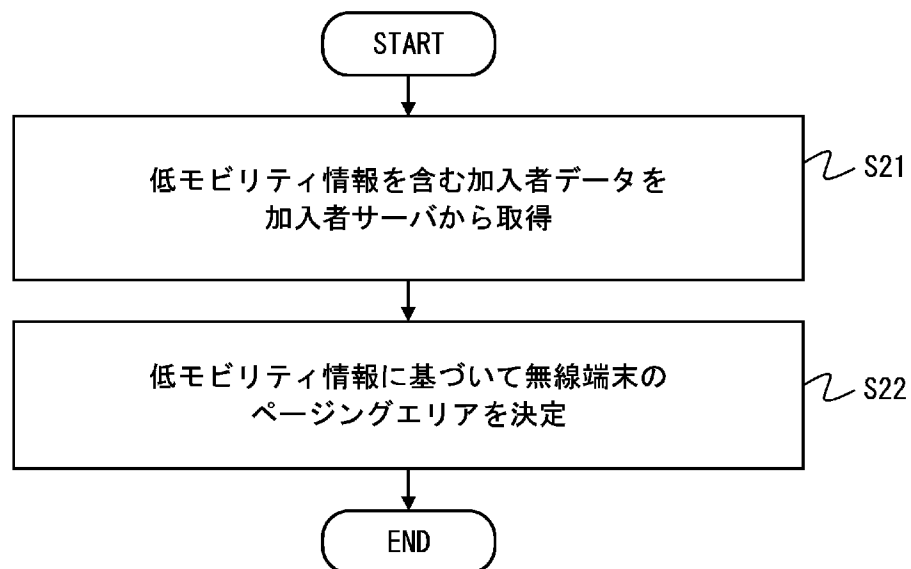 START
低モビリティ情報を含む加入者データを
加入者サーバから取得
S21
低モビリティ情報に基づいて無線端末の
ページングエリアを決定
S22
END